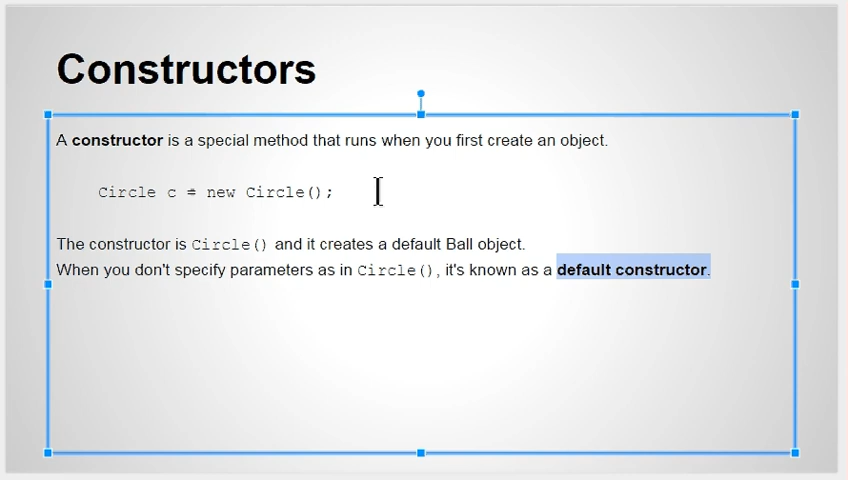 Constructors
A constructor is a special method that runs when you first create an object.
Circle c = new Circle();
The constructor is Circle() and it creates a default Ball object.
When you don't specify parameters as in Circle(), it's known as a default constructor.